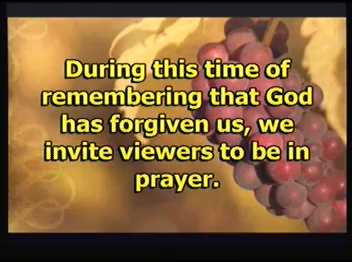 During this time of
remembering that God
has forgiven us, we
invite viewers to be in
prayer.